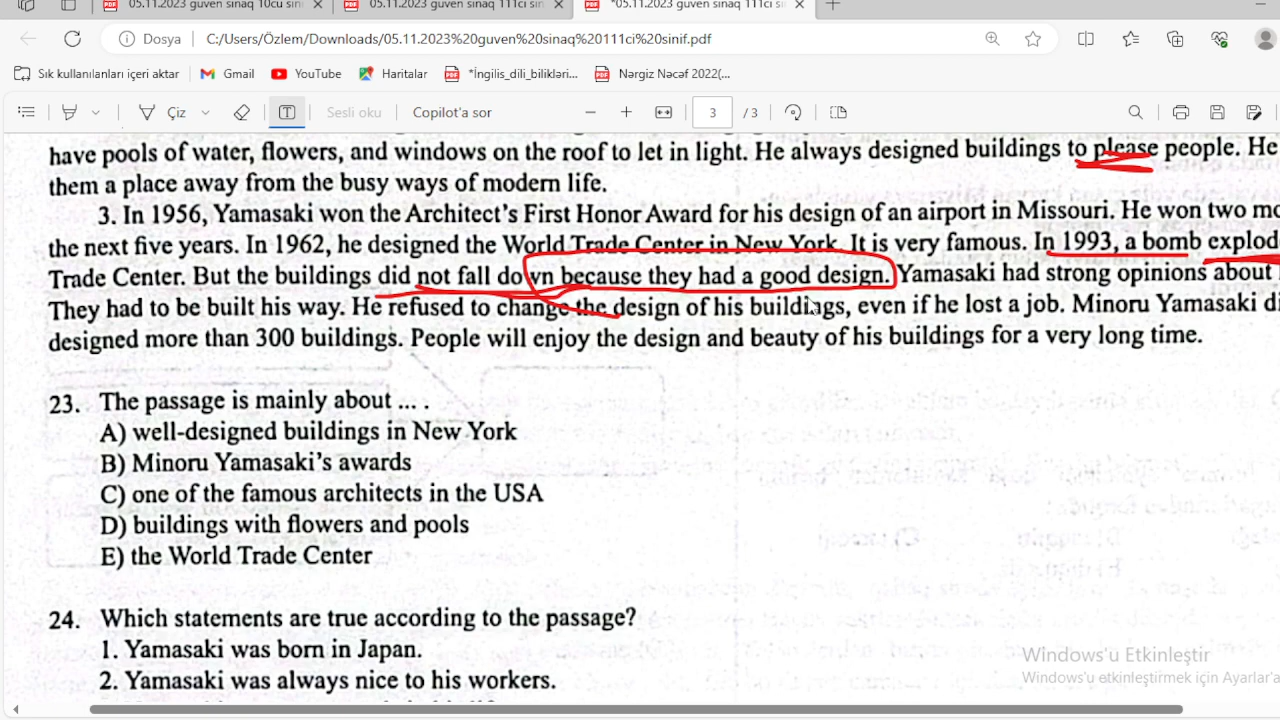 05.11.2023 guven sinaq 10cu sin
05.11.2023 guven sinaq 111ci sin
*05.11.2023 guven sinaq 111ci si
Dosya
C:/Users/Özlem/Downloads/05.11.2023%20guven%20sinaq%20111ci%20sinif.pdf
Sık kullanılanları içeri aktar
Gmail
YouTube
Haritalar
*İngilis_dili_bilikləri...
Nərgiz Nəcəf 2022(...
Çiz
Sesli oku
Copilot'a sor
3
/3
have pools of water, flowers, and windows on the roof to let in light. He always designed buildings to please people. He
them a place away from the busy ways of modern life.
3. In 1956, Yamasaki won the Architect's First Honor Award for his design of an airport in Missouri. He won two mo
the next five years. In 1962, he designed the World Trade Center in New York. It is very famous. In 1993, a bomb explod
Trade Center. But the buildings did not fall down because they had a good design. Yamasaki had strong opinions about
They had to be built his way. He refused to change the design of his buildings, even if he lost a job. Minoru Yamasaki di
designed more than 300 buildings. People will enjoy the design and beauty of his buildings for a very long time.
23. The passage is mainly about ... .
A) well-designed buildings in New York
B) Minoru Yamasaki's awards
C) one of the famous architects in the USA
D) buildings with flowers and pools
E) the World Trade Center
24. Which statements are true according to the passage?
1. Yamasaki was born in Japan.
2. Yamasaki was always nice to his workers.
Windows'u Etkinleştir
Windows'u etkinleştirmek için Ayarlar'a